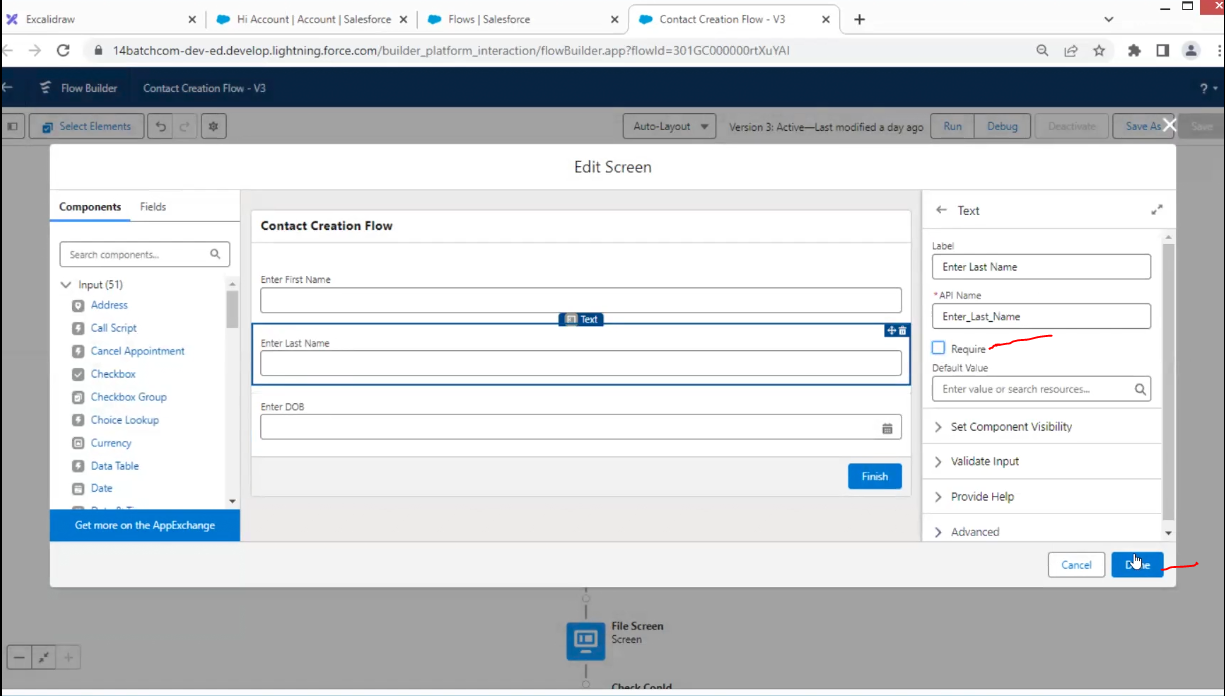 Excalidraw
Hi Account | Account | Salesforce
Flows | Salesforce
Contact Creation Flow - V3
14batchcom-dev-ed.develop.lightning.force.com/builder_platform_interaction/flowBuilder.app?flowId=301GC000000rtXuYAI
Flow Builder
Contact Creation Flow - V3
?
Select Elements
Auto-Layout
Version 3: Active—Last modified a day ago
Run
Debug
Deactivate
Save As
Save
Edit Screen
Components
Fields
Search components...
Input (51)
Address
Call Script
Cancel Appointment
Checkbox
Checkbox Group
Choice Lookup
Currency
Data Table
Date
Get more on the AppExchange
Contact Creation Flow
Enter First Name
Text
Enter Last Name
Enter DOB
Finish
Text
Label
Enter Last Name
*API Name
Enter_Last_Name
Require
Default Value
Enter value or search resources...
Set Component Visibility
Validate Input
Provide Help
Advanced
Cancel
Done
File Screen
Screen
Check ConId